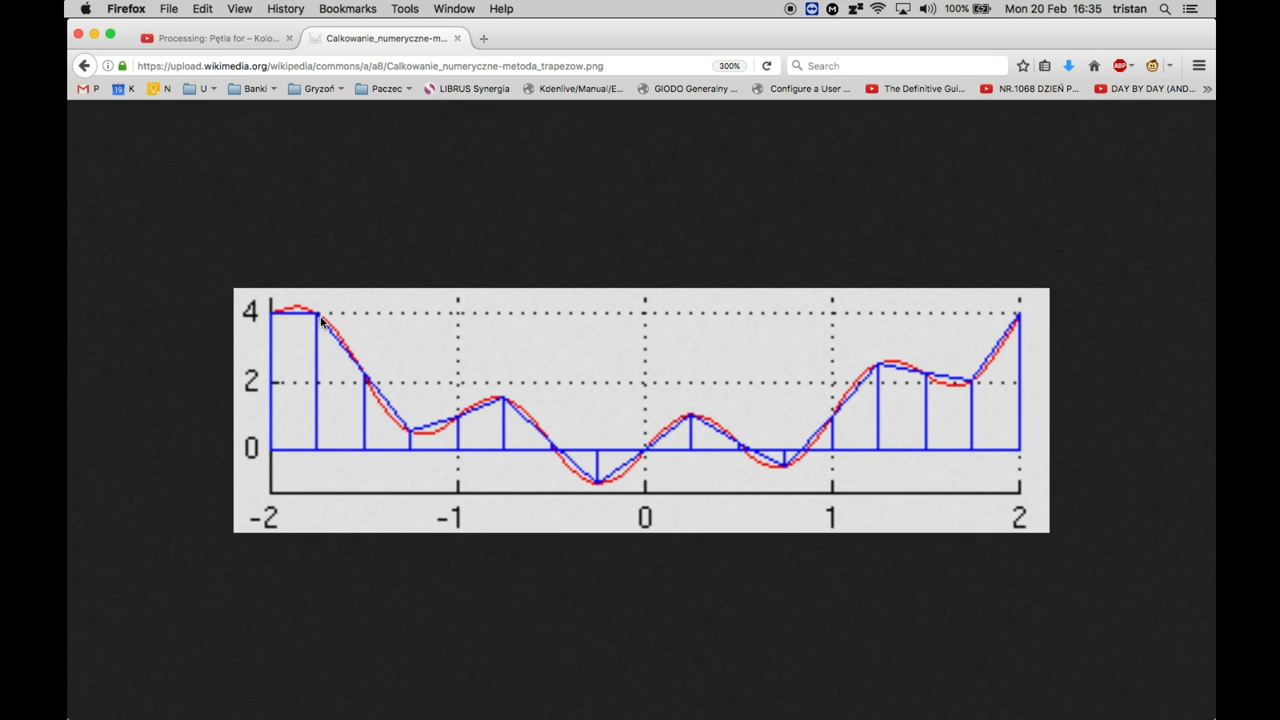 Firefox File Edit View History Bookmarks Tools Window Help 100% Mon 20 Feb 16:35 tristan
Processing: Pętla for – Kolo... Calkowanie_numeryczne-m...
https://upload.wikimedia.org/wikipedia/commons/a/a8/Calkowanie_numeryczne-metoda_trapezow.png 300% Search ABP
M P 19 K N U Banki Gryzoń Paczec LIBRUS Synergia Kdenlive/Manual/E... GIODO Generalny ... Configure a User ... The Definitive Gui... NR.1068 DZIEŃ P... DAY BY DAY (AND...
4
2
0
-2 -1 0 1 2